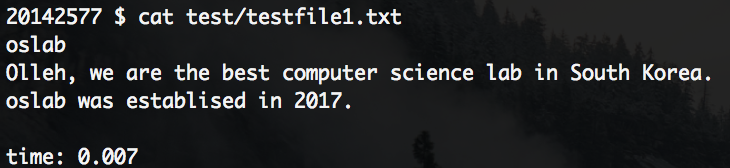 20142577 $ cat test/testfile1.txt
oslab
Olleh, we are the best computer science lab in South Korea.
oslab was establised in 2017.
time: 0.007